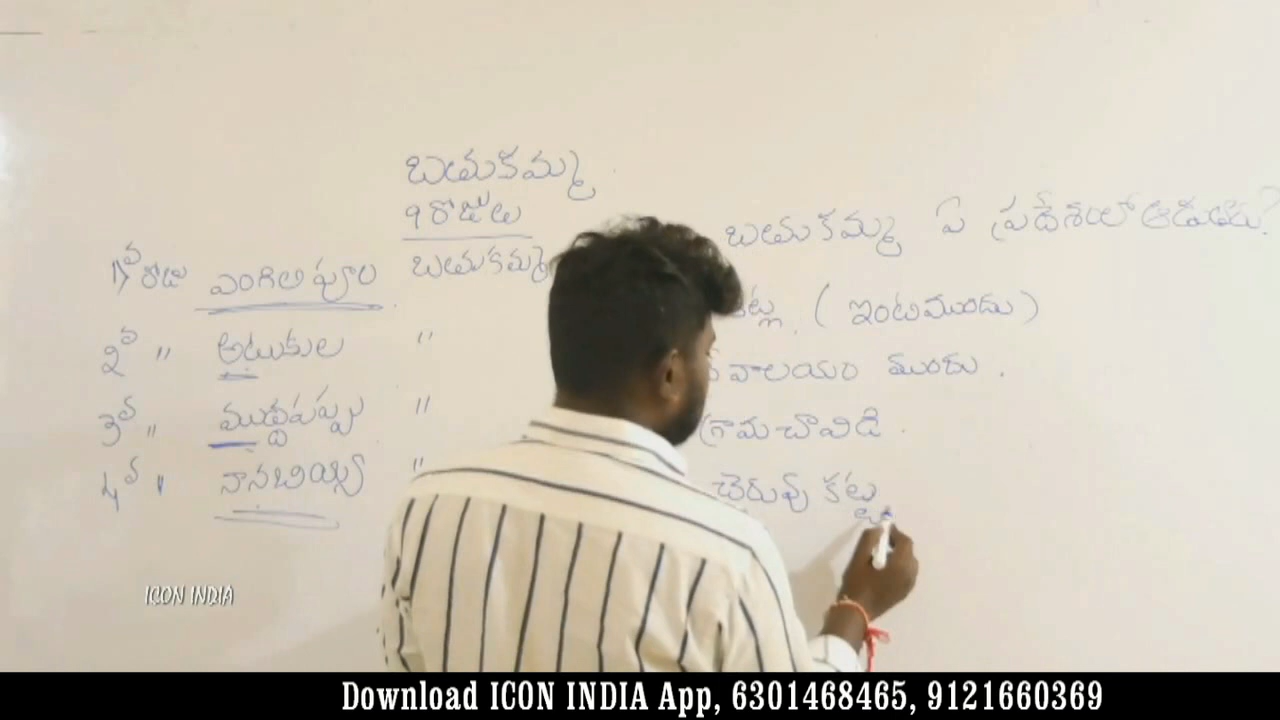 బతుకమ్మ
9 రోజులు
1వ రోజు ఎంగిలి పూల బతుకమ్మ
2వ " అటుకుల "
3వ " ముద్దపప్పు "
4వ " నానబియ్యం "
బతుకమ్మ ఏ ప్రదేశంలో ఆడుతారు?
(ఇంటిముందు)
వాలయం ముందు.
గ్రామచావిడి.
చెరువు కట్ట
ICON INDIA
Download ICON INDIA App, 6301468465, 9121660369